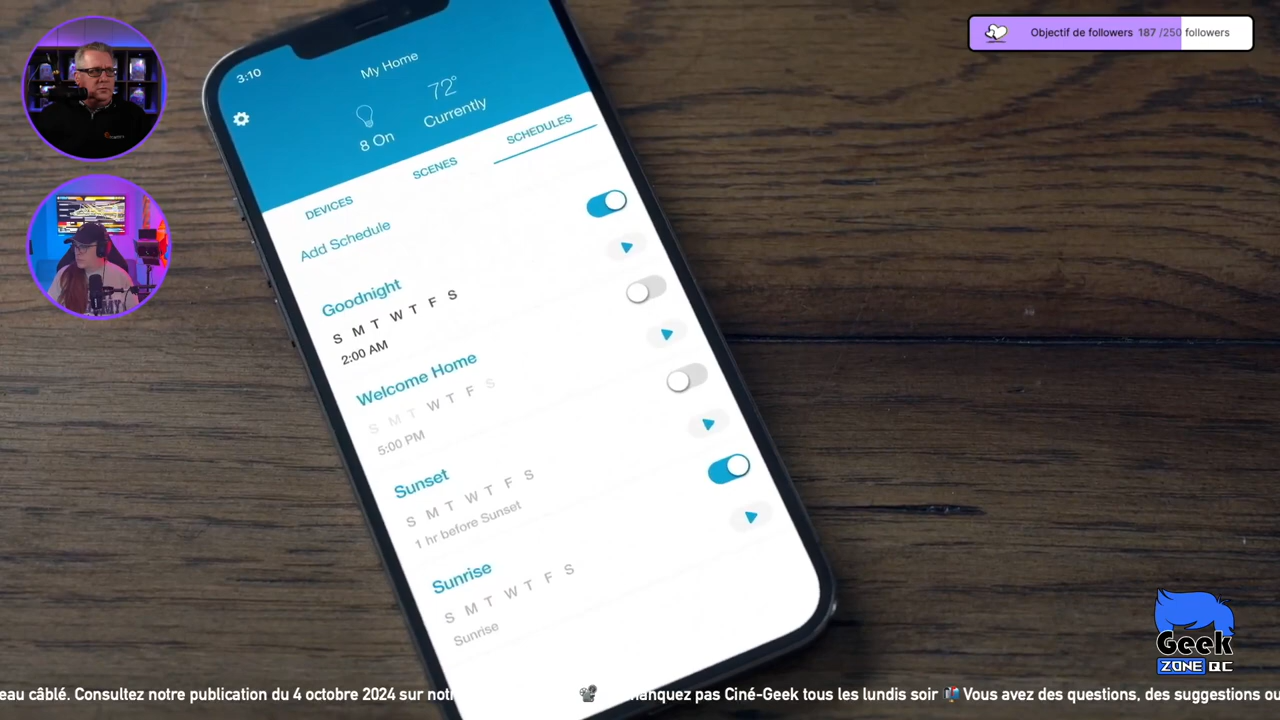 Objectif de followers 187 /250 followers
3:10
My Home
8 On
72°
Currently
DEVICES
SCENES
SCHEDULES
Add Schedule
Goodnight
S M T W T F S
2:00 AM
Welcome Home
S M T W T F S
5:00 PM
Sunset
S M T W T F S
1 hr before Sunset
Sunrise
S M T W T F S
Sunrise
Geek
ZONE QC
eau câblé. Consultez notre publication du 4 octobre 2024 sur
manquez pas Ciné-Geek tous les lundis soir 📬 Vous avez des questions, des suggestions ou